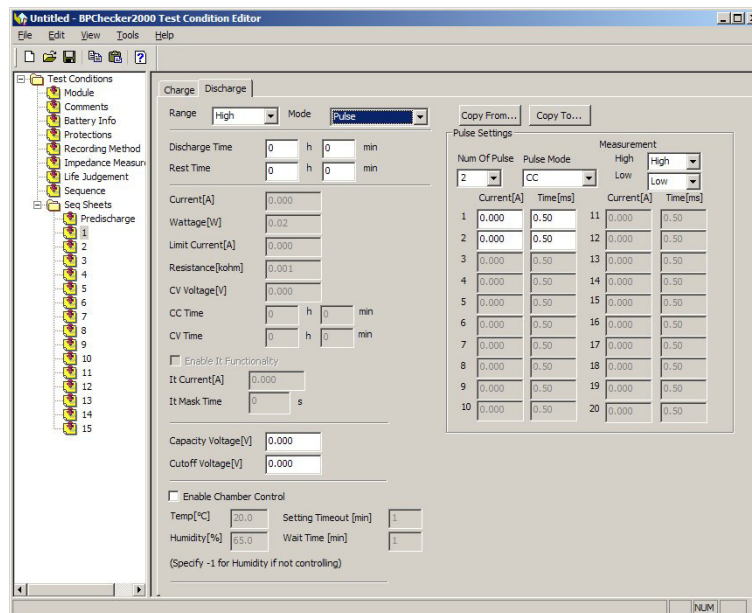 Untitled - BPChecker2000 Test Condition Editor
File Edit View Tools Help
Test Conditions
Module
Comments
Battery Info
Protections
Recording Method
Impedance Measur
Life Judgement
Sequence
Seq Sheets
Predischarge
1
2
3
4
5
6
7
8
9
10
11
12
13
14
15
Charge Discharge
Range High Mode Pulse
Discharge Time 0 h 0 min
Rest Time 0 h 0 min
Current[A] 0.000
Wattage[W] 0.02
Limit Current[A] 0.000
Resistance[kohm] 0.001
CV Voltage[V] 0.000
CC Time 0 h 0 min
CV Time 0 h 0 min
Enable It Functionality
It Current[A] 0.000
It Mask Time 0 s
Capacity Voltage[V] 0.000
Cutoff Voltage[V] 0.000
Enable Chamber Control
Temp[°C] 20.0 Setting Timeout [min] 1
Humidity[%] 65.0 Wait Time [min] 1
(Specify -1 for Humidity if not controlling)
Copy From... Copy To...
Pulse Settings
Measurement
Num Of Pulse Pulse Mode High High
2 CC Low Low
Current[A] Time[ms] Current[A] Time[ms]
1 0.000 0.50 11 0.000 0.50
2 0.000 0.50 12 0.000 0.50
3 0.000 0.50 13 0.000 0.50
4 0.000 0.50 14 0.000 0.50
5 0.000 0.50 15 0.000 0.50
6 0.000 0.50 16 0.000 0.50
7 0.000 0.50 17 0.000 0.50
8 0.000 0.50 18 0.000 0.50
9 0.000 0.50 19 0.000 0.50
10 0.000 0.50 20 0.000 0.50
NUM